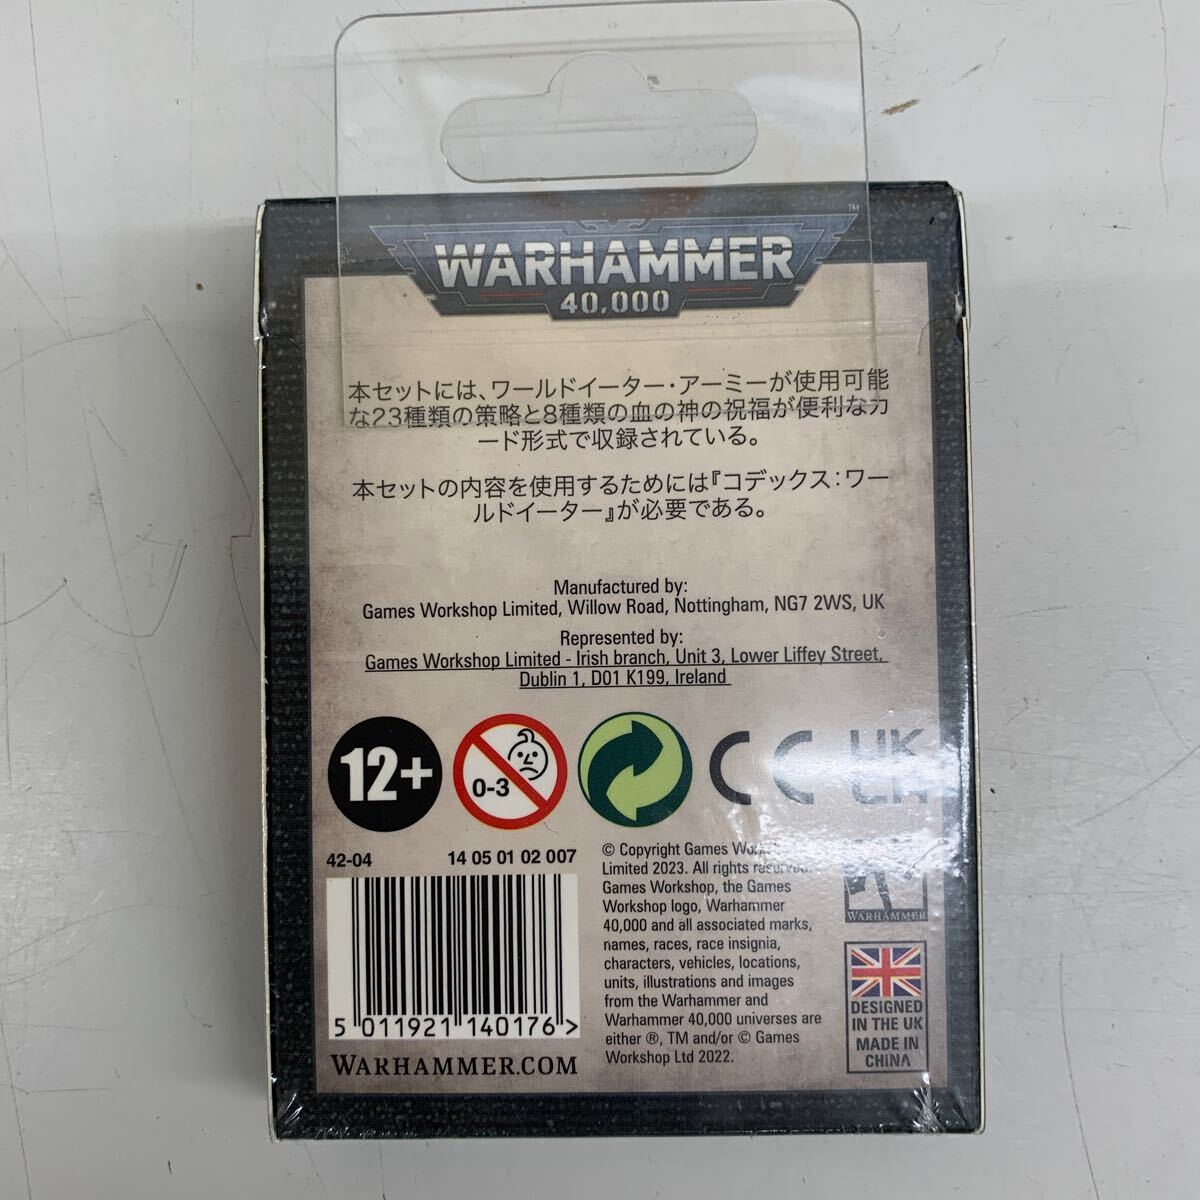 WARHAMMER
™
40,000
本セットには、ワールドイーター・アーミーが使用可能
な23種類の策略と8種類の血の神の祝福が便利なカ
ード形式で収録されている。
本セットの内容を使用するためには『コデックス：ワー
ルドイーター』が必要である。
Manufactured by:
Games Workshop Limited, Willow Road, Nottingham, NG7 2WS, UK
Represented by:
Games Workshop Limited - Irish branch, Unit 3, Lower Liffey Street,
Dublin 1, D01 K199, Ireland
12+
0-3
CE
UK
CA
42-04
14 05 01 02 007
5 011921 140176 >
WARHAMMER.COM
© Copyright Games Workshop
Limited 2023. All rights reserved.
Games Workshop, the Games
Workshop logo, Warhammer
40,000 and all associated marks,
names, races, race insignia,
characters, vehicles, locations,
units, illustrations and images
from the Warhammer and
Warhammer 40,000 universes are
either ®, TM and/or © Games
Workshop Ltd 2022.
WARHAMMER
DESIGNED
IN THE UK
MADE IN
CHINA